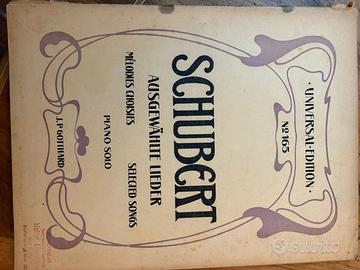 · UNIVERSAL-EDITION ·
No 165
SCHUBERT
AUSGEWÄHLTE LIEDER
MÉLODIES CHOISIES
SELECTED SONGS
PIANO SOLO
J.P. GOTTHARD
subito